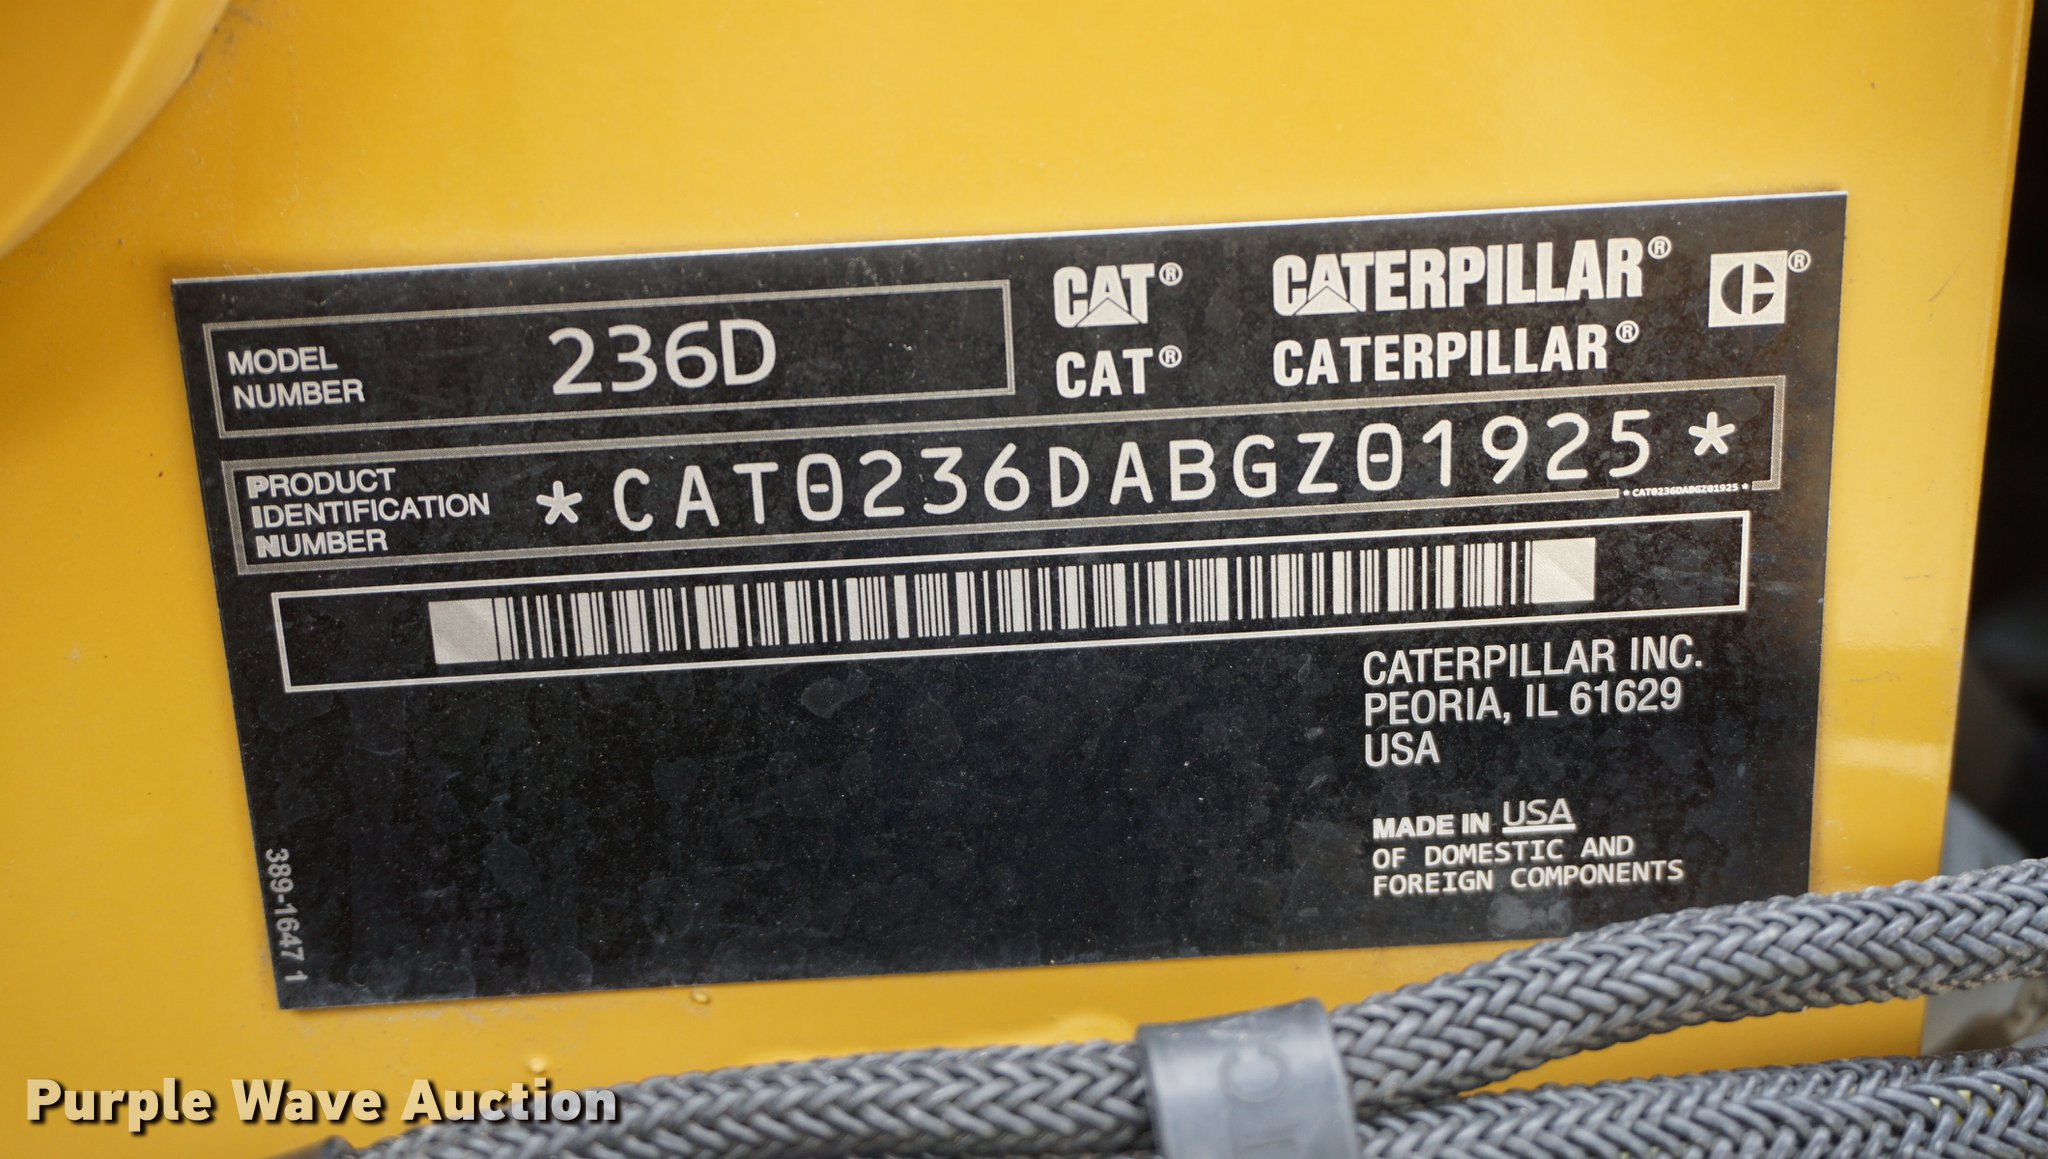 MODEL
NUMBER
236D
CAT® CATERPILLAR®
CAT® CATERPILLAR®
PRODUCT
IDENTIFICATION
NUMBER
*CAT0236DABGZ01925*
*CAT0236DABGZ01925*
CATERPILLAR INC.
PEORIA, IL 61629
USA
MADE IN USA
OF DOMESTIC AND
FOREIGN COMPONENTS
389-1647 1
Purple Wave Auction